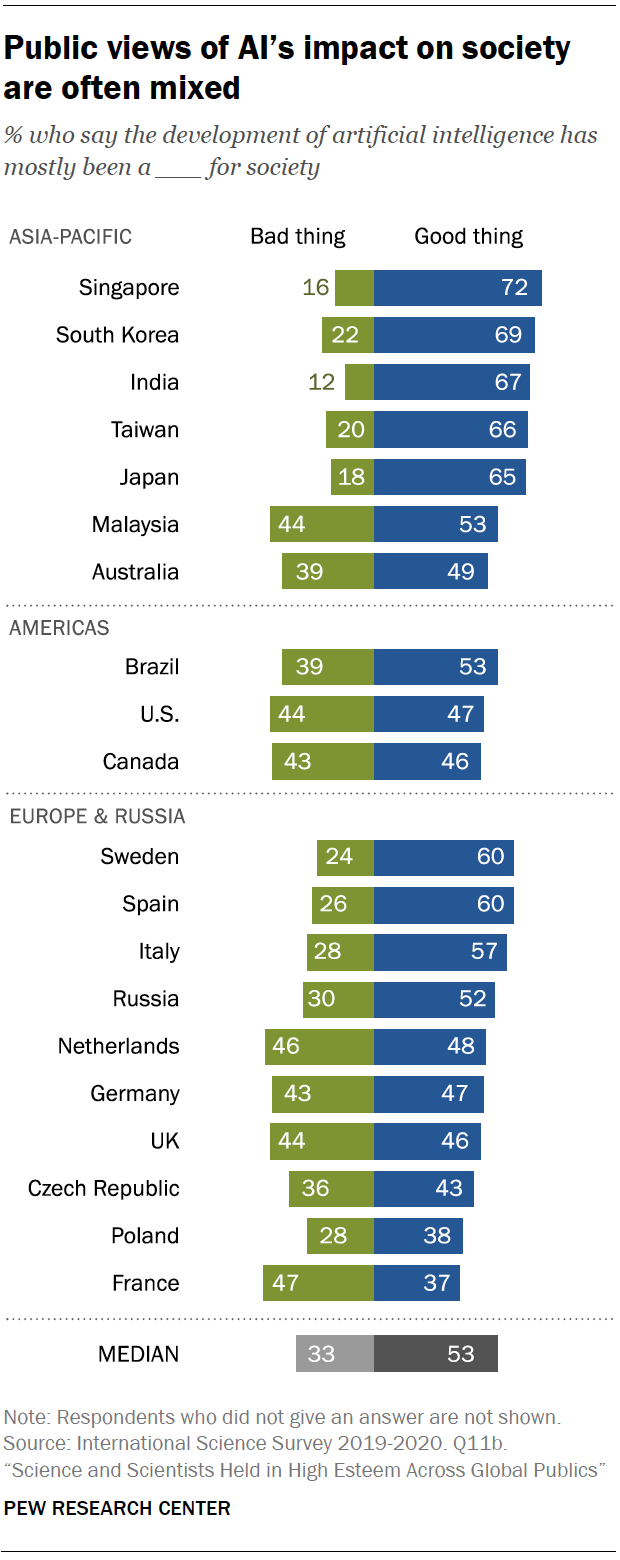 Public views of AI’s impact on society
are often mixed
% who say the development of artificial intelligence has
mostly been a ___ for society
ASIA-PACIFIC Bad thing Good thing
Singapore 16 72
South Korea 22 69
India 12 67
Taiwan 20 66
Japan 18 65
Malaysia 44 53
Australia 39 49
AMERICAS
Brazil 39 53
U.S. 44 47
Canada 43 46
EUROPE & RUSSIA
Sweden 24 60
Spain 26 60
Italy 28 57
Russia 30 52
Netherlands 46 48
Germany 43 47
UK 44 46
Czech Republic 36 43
Poland 28 38
France 47 37
MEDIAN 33 53
Note: Respondents who did not give an answer are not shown.
Source: International Science Survey 2019-2020. Q11b.
“Science and Scientists Held in High Esteem Across Global Publics”
PEW RESEARCH CENTER